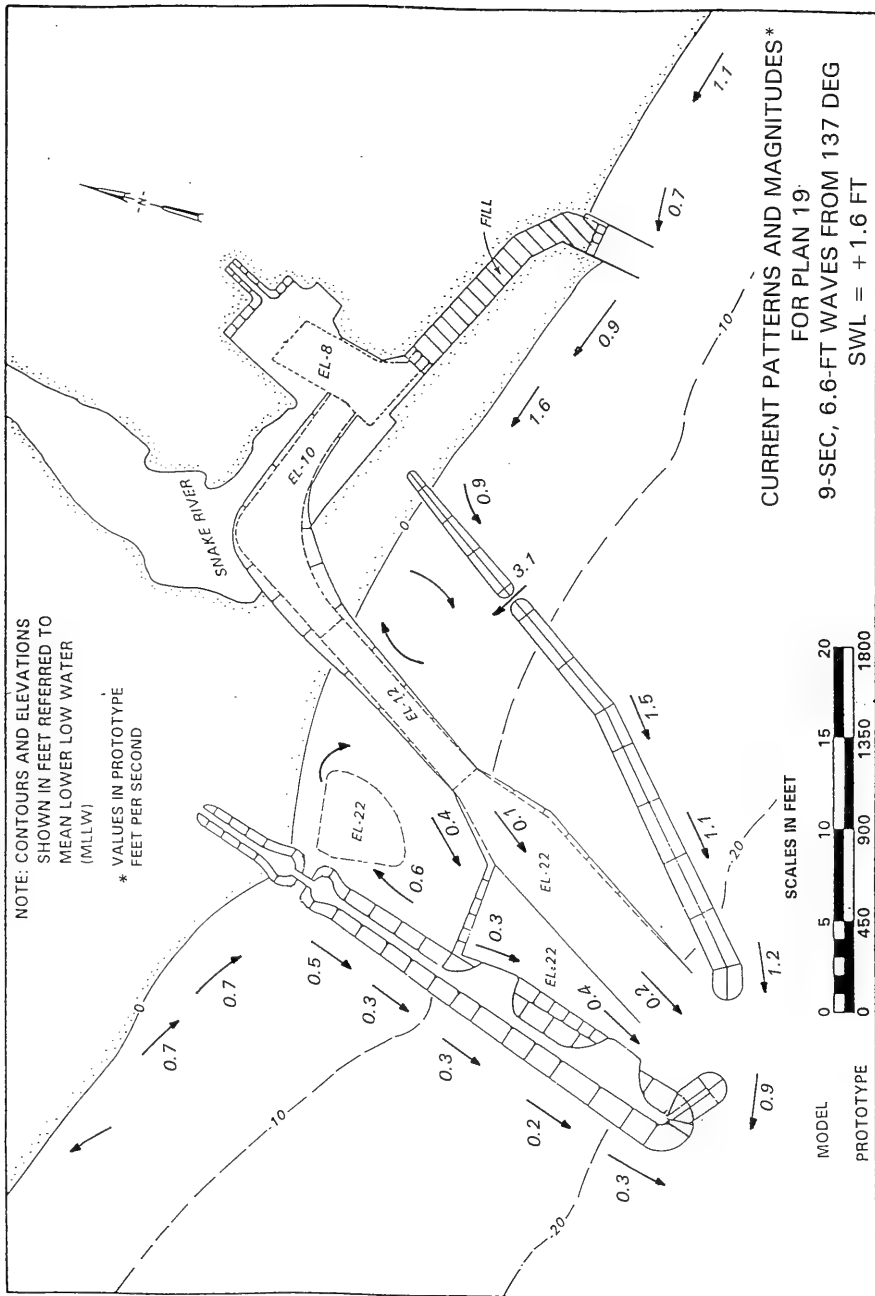 NOTE: CONTOURS AND ELEVATIONS
SHOWN IN FEET REFERRED TO
MEAN LOWER LOW WATER
(MLLW)
* VALUES IN PROTOTYPE
FEET PER SECOND
-N-
SNAKE RIVER
EL-8
EL-10
FILL
EL-12
EL-22
EL-22
EL-22
0
0
0
-10
-10
-20
-20
1.1
0.7
0.9
1.6
0.9
3.1
1.5
1.1
1.2
0.9
0.7
0.7
0.5
0.3
0.3
0.2
0.3
0.6
0.4
0.1
0.3
0.4
0.2
CURRENT PATTERNS AND MAGNITUDES*
FOR PLAN 19
9-SEC, 6.6-FT WAVES FROM 137 DEG
SWL = +1.6 FT
SCALES IN FEET
MODEL 0 5 10 15 20
PROTOTYPE 0 450 900 1350 1800